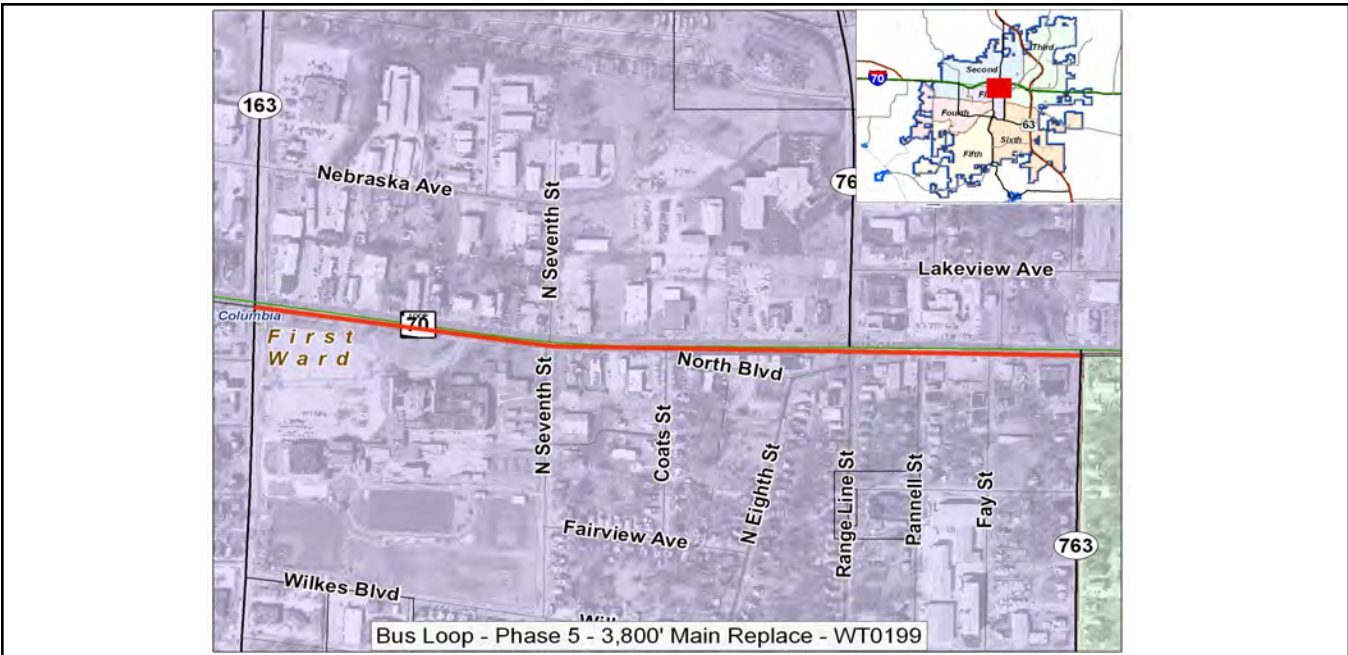 163
Nebraska Ave
N Seventh St
76
Second
Third
70
Fourth
63
Sixth
Fifth
Lakeview Ave
Columbia
First
Ward
LOOP
70
North Blvd
N Seventh St
Coats St
N Eighth St
Range Line St
Pannell St
Fay St
Fairview Ave
763
Wilkes Blvd
Bus Loop - Phase 5 - 3,800' Main Replace - WT0199